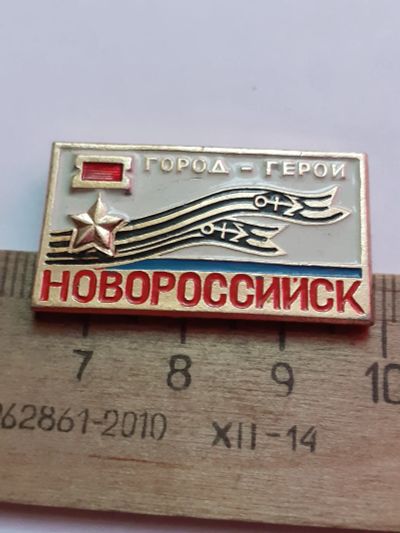 ГОРОД - ГЕРОЙ
НОВОРОССИЙСК
7 8 9 10
62861-2010 XII-14